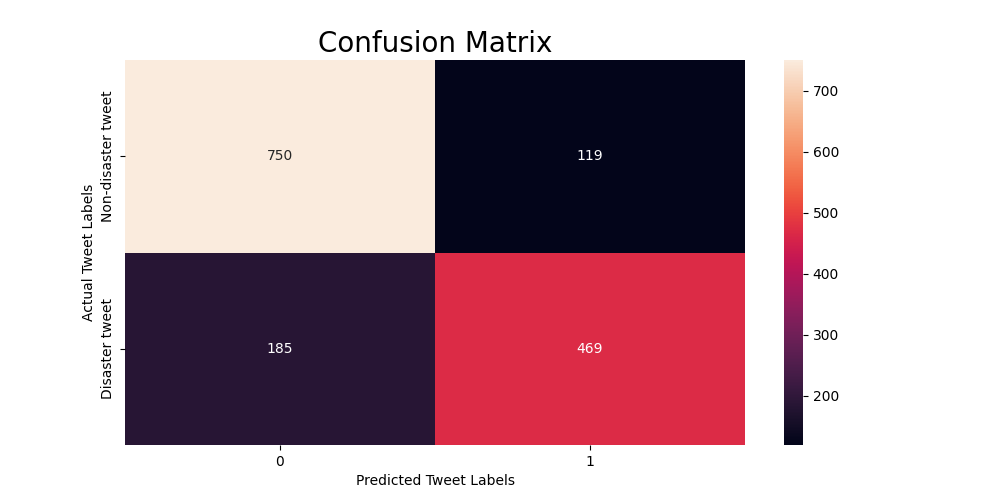 Confusion Matrix
Actual Tweet Labels
Non-disaster tweet
Disaster tweet
750
119
185
469
0
1
Predicted Tweet Labels
700
600
500
400
300
200